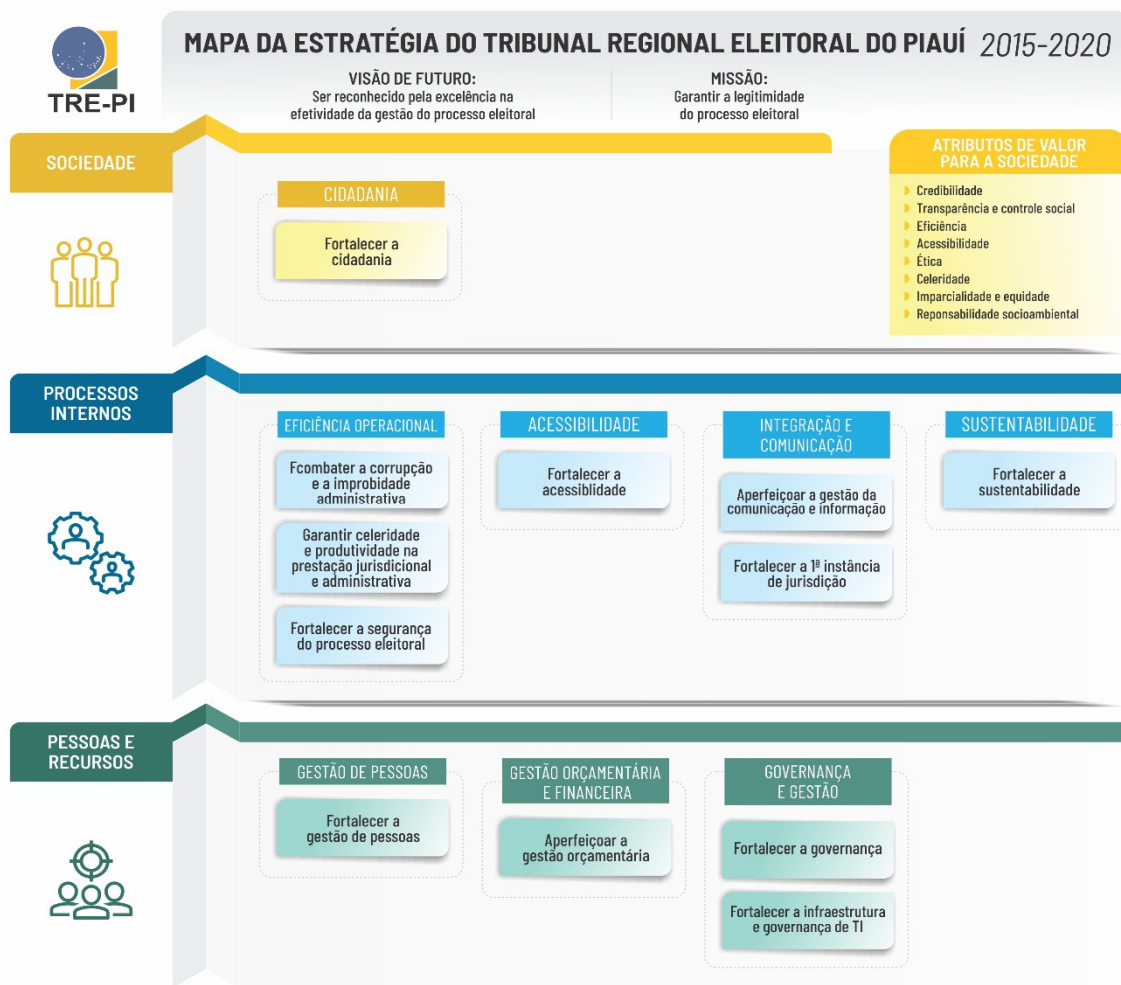 TRE-PI
MAPA DA ESTRATÉGIA DO TRIBUNAL REGIONAL ELEITORAL DO PIAUÍ 2015-2020
VISÃO DE FUTURO:
Ser reconhecido pela excelência na
efetividade da gestão do processo eleitoral
MISSÃO:
Garantir a legitimidade
do processo eleitoral
SOCIEDADE
CIDADANIA
Fortalecer a
cidadania
ATRIBUTOS DE VALOR
PARA A SOCIEDADE
Credibilidade
Transparência e controle social
Eficiência
Acessibilidade
Ética
Celeridade
Imparcialidade e equidade
Reponsabilidade socioambiental
PROCESSOS
INTERNOS
EFICIÊNCIA OPERACIONAL
Fcombater a corrupção
e a improbidade
administrativa
Garantir celeridade
e produtividade na
prestação jurisdicional
e administrativa
Fortalecer a segurança
do processo eleitoral
ACESSIBILIDADE
Fortalecer a
acessiblidade
INTEGRAÇÃO E
COMUNICAÇÃO
Aperfeiçoar a gestão da
comunicação e informação
Fortalecer a 1ª instância
de jurisdição
SUSTENTABILIDADE
Fortalecer a
sustentabilidade
PESSOAS E
RECURSOS
GESTÃO DE PESSOAS
Fortalecer a
gestão de pessoas
GESTÃO ORÇAMENTÁRIA
E FINANCEIRA
Aperfeiçoar a
gestão orçamentária
GOVERNANÇA
E GESTÃO
Fortalecer a governança
Fortalecer a infraestrutura
e governança de TI